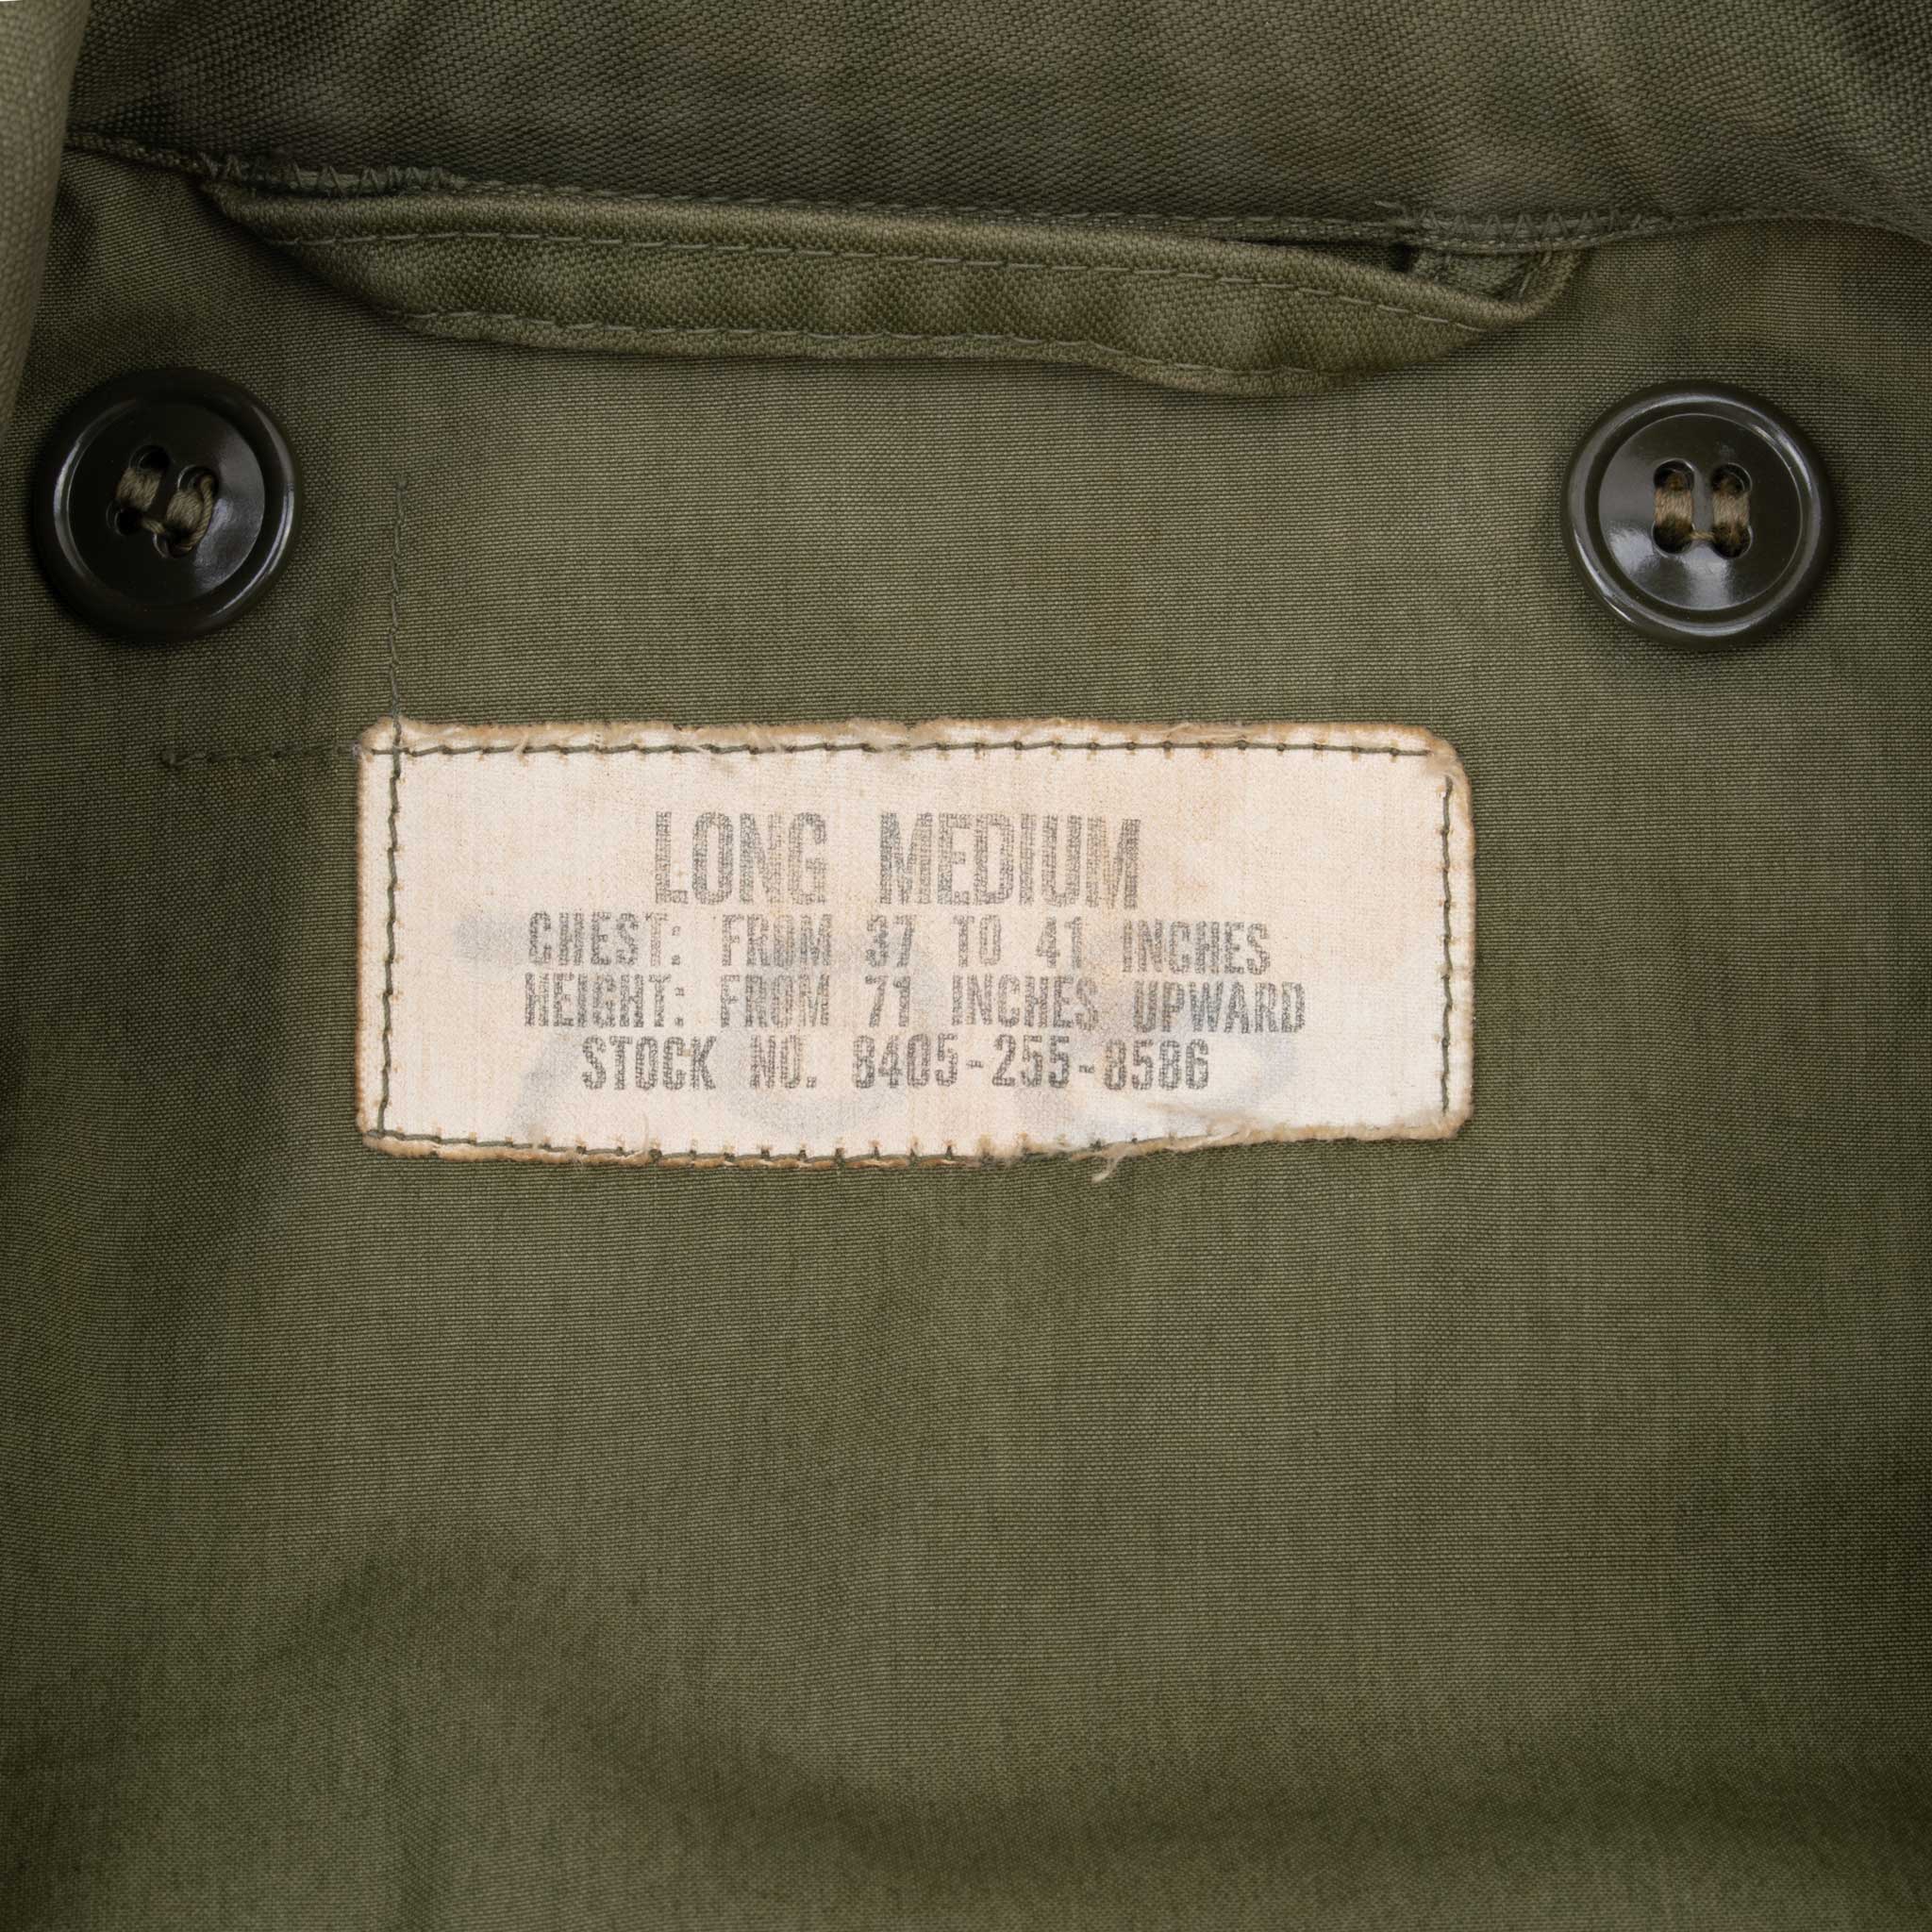 LONG MEDIUM
CHEST: FROM 37 TO 41 INCHES
HEIGHT: FROM 71 INCHES UPWARD
STOCK NO. 8405-255-8586